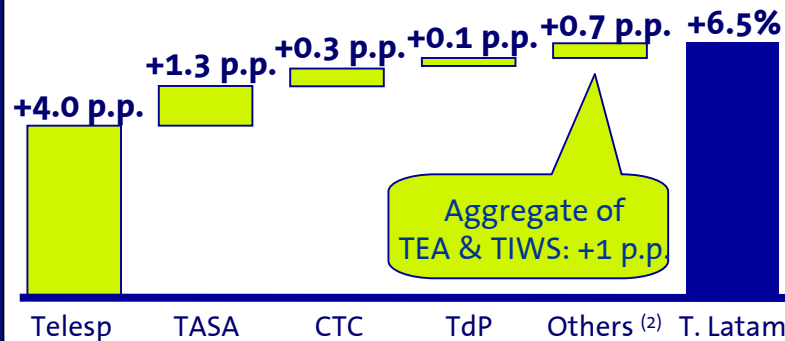 +4.0 p.p.
+1.3 p.p.
+0.3 p.p.
+0.1 p.p.
+0.7 p.p.
+6.5%
Aggregate of
TEA & TIWS: +1 p.p.
Telesp
TASA
CTC
TdP
Others (2)
T. Latam